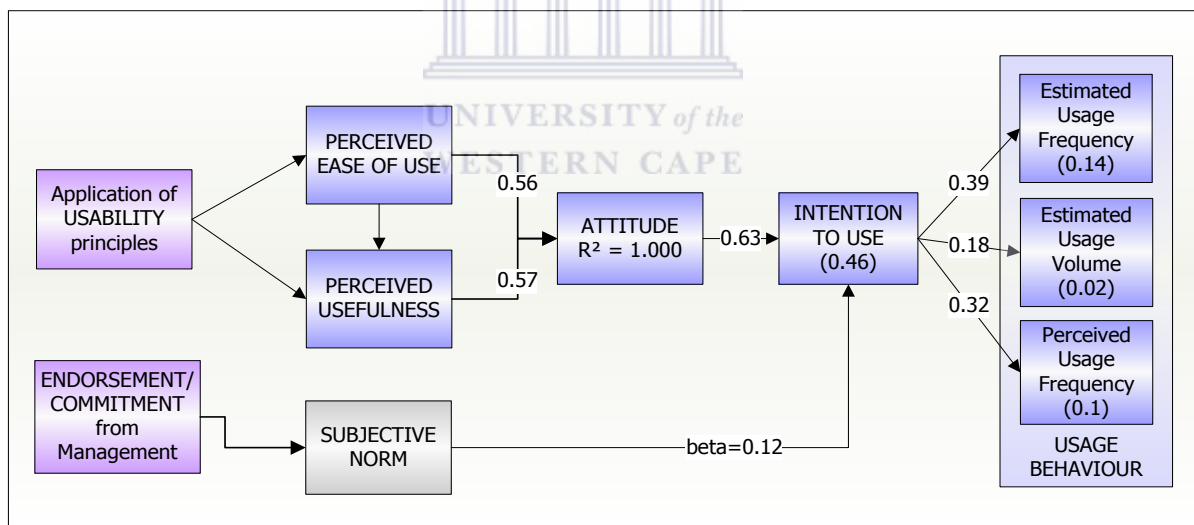 UNIVERSITY of the
WESTERN CAPE
Application of
USABILITY
principles
PERCEIVED
EASE OF USE
0.56
PERCEIVED
USEFULNESS
0.57
ATTITUDE
R² = 1.000
0.63
INTENTION
TO USE
(0.46)
0.39
0.18
0.32
Estimated
Usage
Frequency
(0.14)
Estimated
Usage
Volume
(0.02)
Perceived
Usage
Frequency
(0.1)
USAGE
BEHAVIOUR
ENDORSEMENT/
COMMITMENT
from
Management
SUBJECTIVE
NORM
beta=0.12